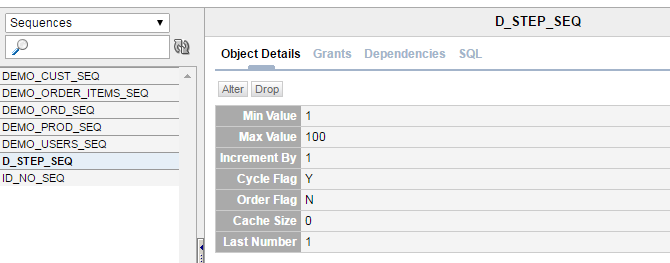 Sequences
DEMO_CUST_SEQ
DEMO_ORDER_ITEMS_SEQ
DEMO_ORD_SEQ
DEMO_PROD_SEQ
DEMO_USERS_SEQ
D_STEP_SEQ
ID_NO_SEQ
D_STEP_SEQ
Object Details Grants Dependencies SQL
Alter Drop
Min Value 1
Max Value 100
Increment By 1
Cycle Flag Y
Order Flag N
Cache Size 0
Last Number 1